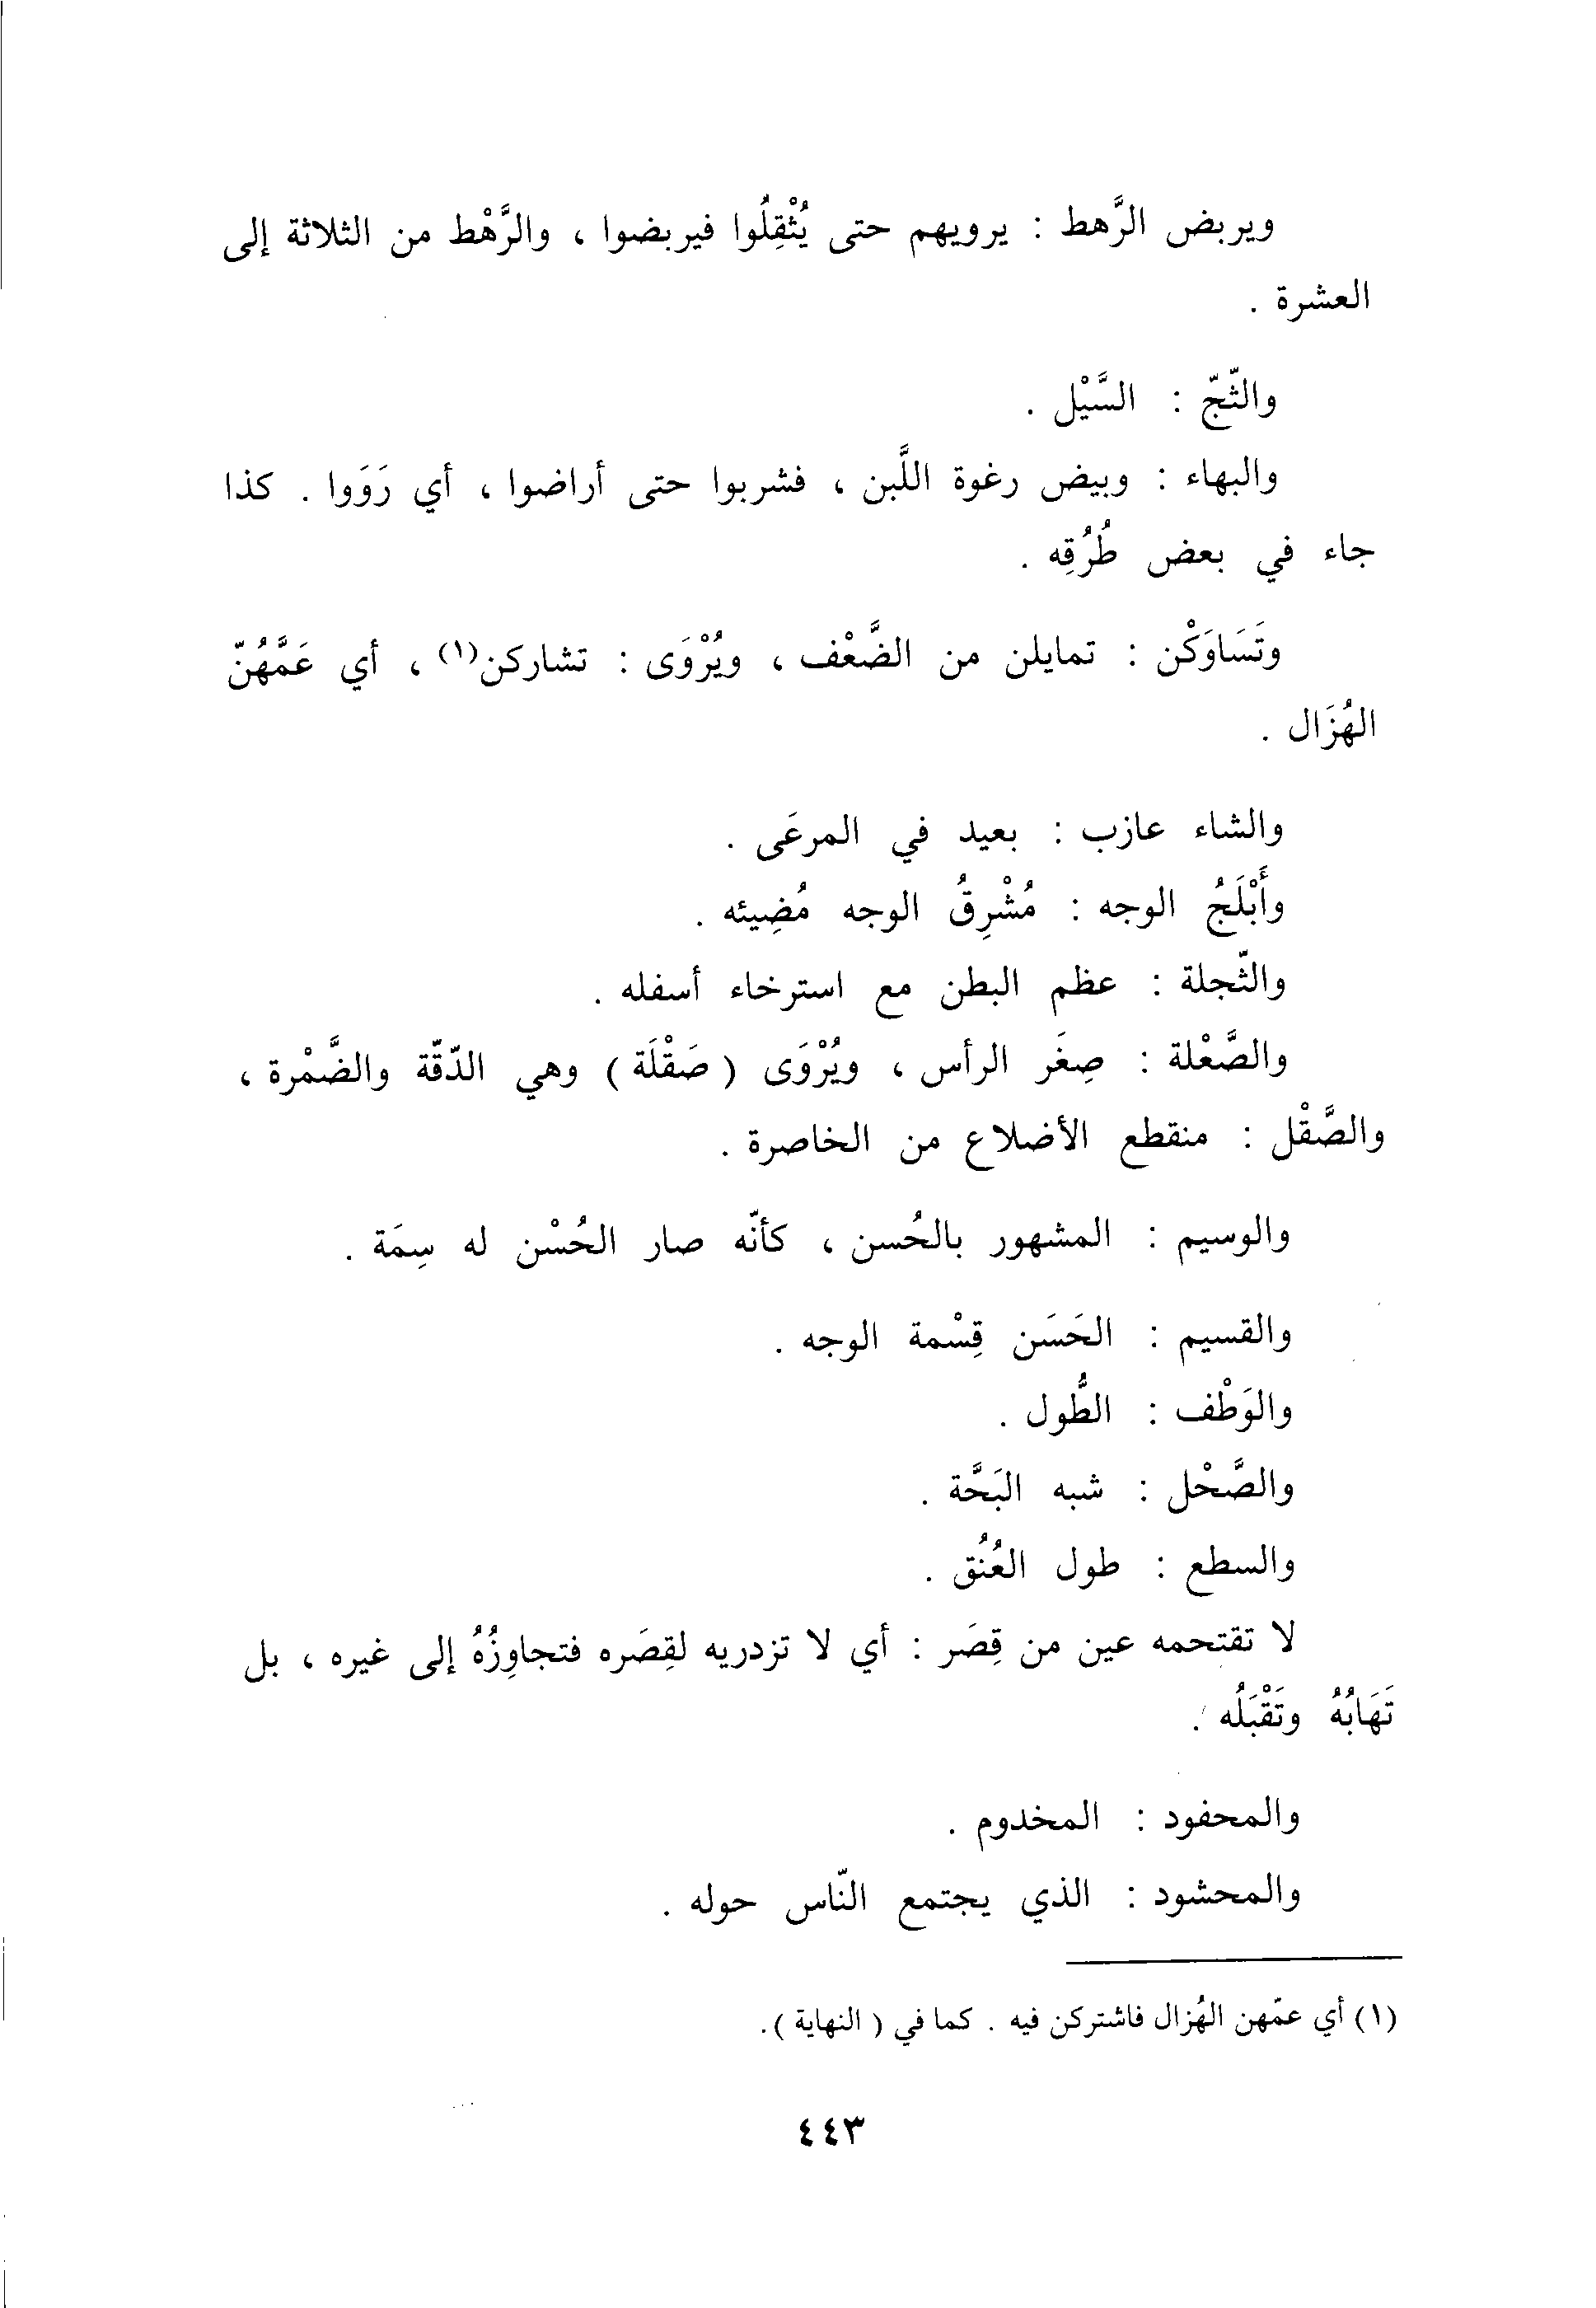 ويربض الرَّهط : يرويهم حتى يُثْقِلُوا فيربضوا ، والرَّهْط من الثلاثة إلى
العشرة .
والثّجّ : السَّيْل .
والبهاء : وبيض رغوة اللَّبن ، فشربوا حتى أراضوا ، أي رَوَوا . كذا
جاء في بعض طُرُقِه .
وتَسَاوَكْن : تمايلن من الضَّعْف ، ويُرْوَى : تشاركن(١) ، أي عَمَّهُنّ
الهُزَال .
والشاء عازب : بعيد في المرعَى .
وأَبْلَجُ الوجه : مُشْرِقُ الوجه مُضِيئه .
والثّجلة : عظم البطن مع استرخاء أسفله .
والصَّعْلة : صِغَر الرأس ، ويُرْوَى ( صَقْلَة ) وهي الدّقّة والضَّمْرة ،
والصَّقْل : منقطع الأضلاع من الخاصرة .
والوسيم : المشهور بالحُسن ، كأنّه صار الحُسْن له سِمَة .
والقسيم : الحَسَن قِسْمة الوجه .
والوَطْف : الطُّول .
والصَّحْل : شبه البَحَّة .
والسطع : طول العُنُق .
لا تقتحمه عين من قِصَر : أي لا تزدريه لقِصَره فتجاوِزُهُ إلى غيره ، بل
تَهَابُهُ وتَقْبَلُه .
والمحفود : المخدوم .
والمحشود : الذي يجتمع النّاس حوله .
(١) أي عمّهن الهُزال فاشتركن فيه . كما في ( النهاية ) .
٤٤٣